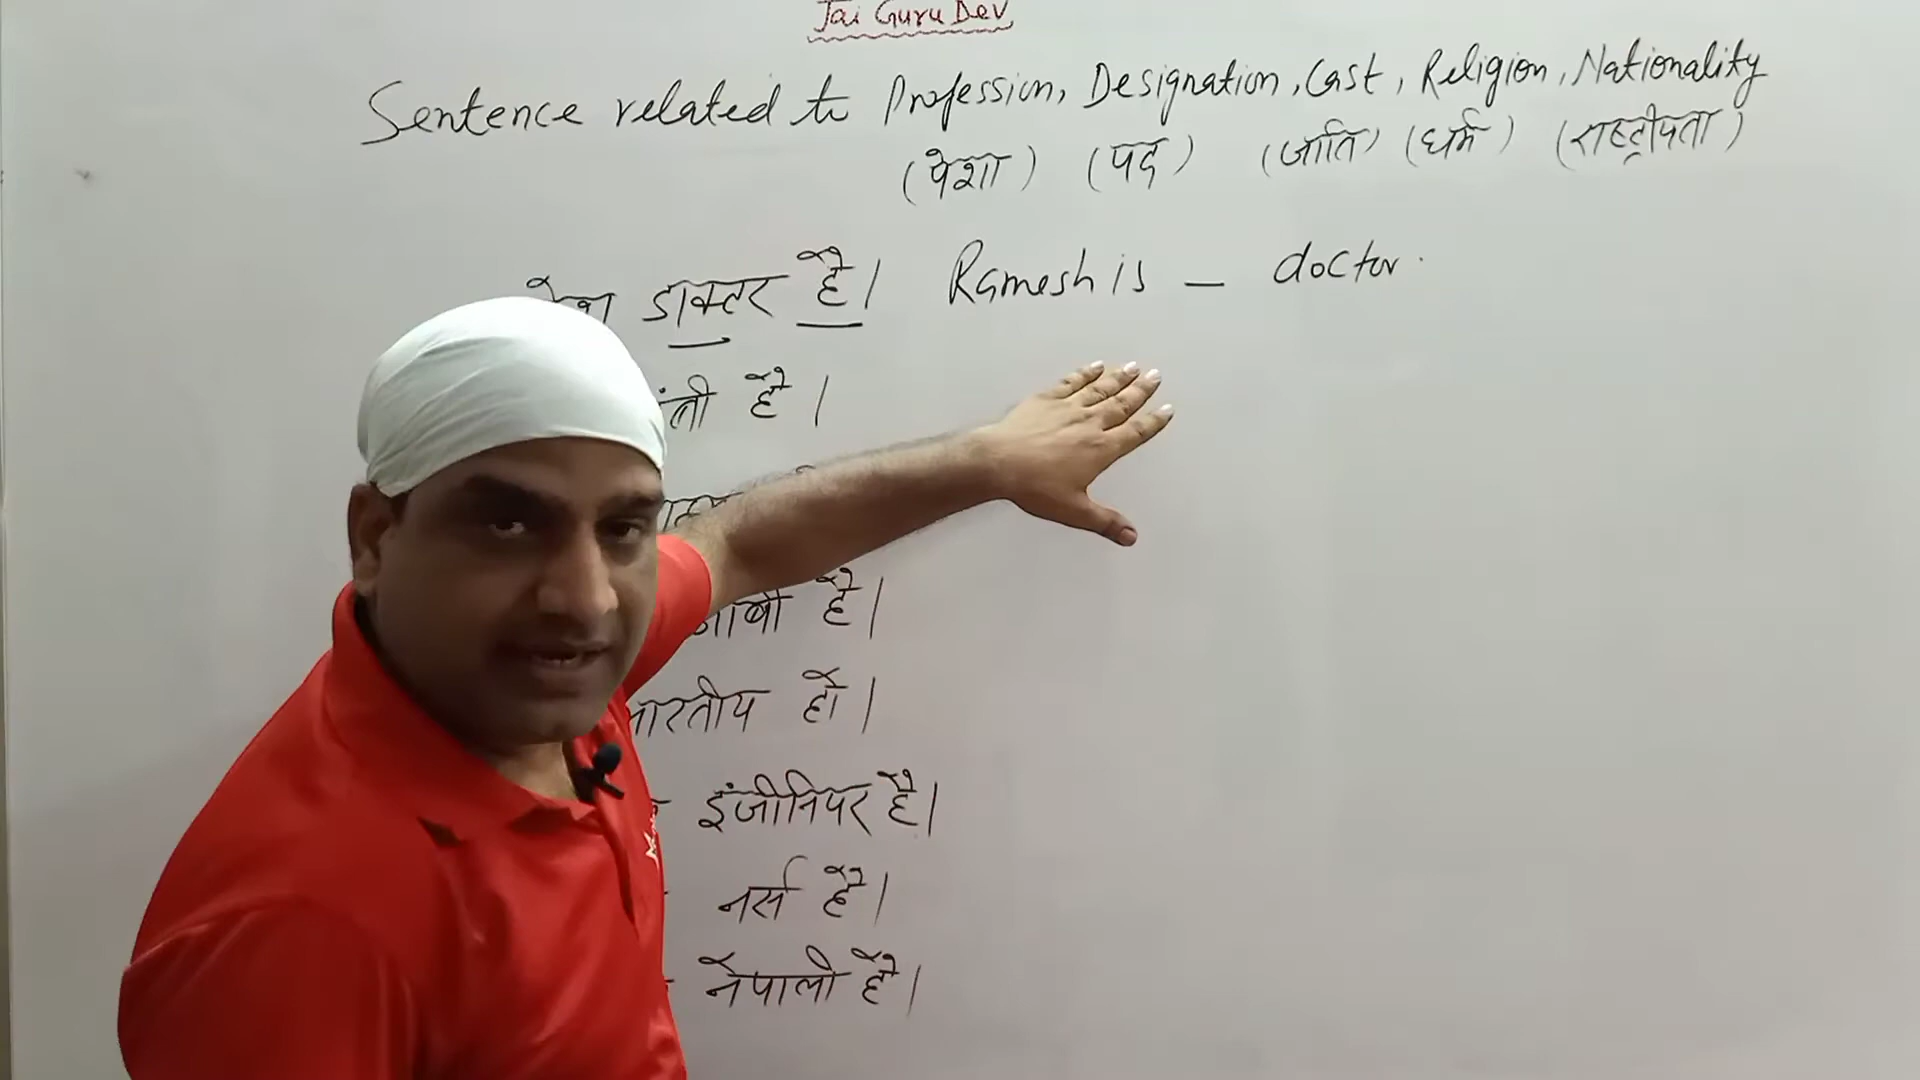 Jai Guru Dev
Sentence related to Profession, Designation, Cast, Religion, Nationality
(पेशा) (पद) (जाति) (धर्म) (राष्ट्रीयता)
डाक्टर है। Ramesh is _ doctor.
है।
है।
भारतीय हो।
इंजीनियर है।
नर्स है।
नेपाली है।